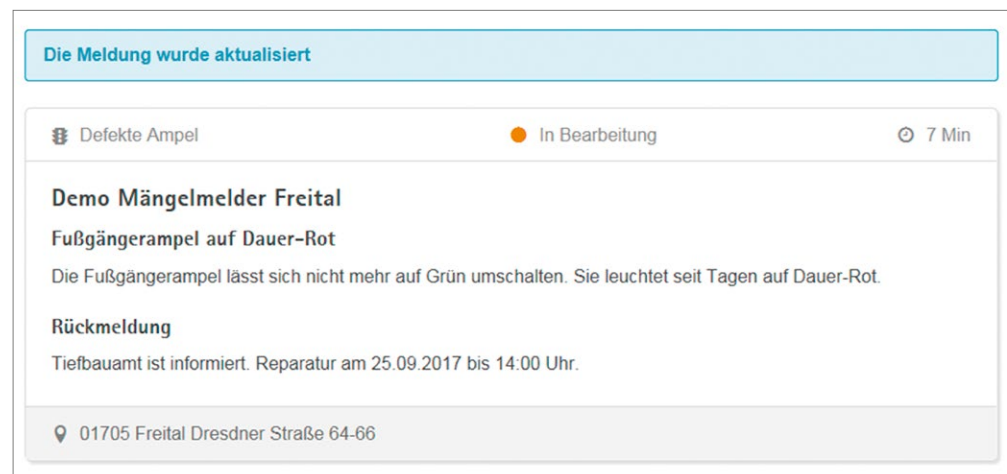 Die Meldung wurde aktualisiert
Defekte Ampel In Bearbeitung 7 Min
Demo Mängelmelder Freital
Fußgängerampel auf Dauer-Rot
Die Fußgängerampel lässt sich nicht mehr auf Grün umschalten. Sie leuchtet seit Tagen auf Dauer-Rot.
Rückmeldung
Tiefbauamt ist informiert. Reparatur am 25.09.2017 bis 14:00 Uhr.
01705 Freital Dresdner Straße 64-66